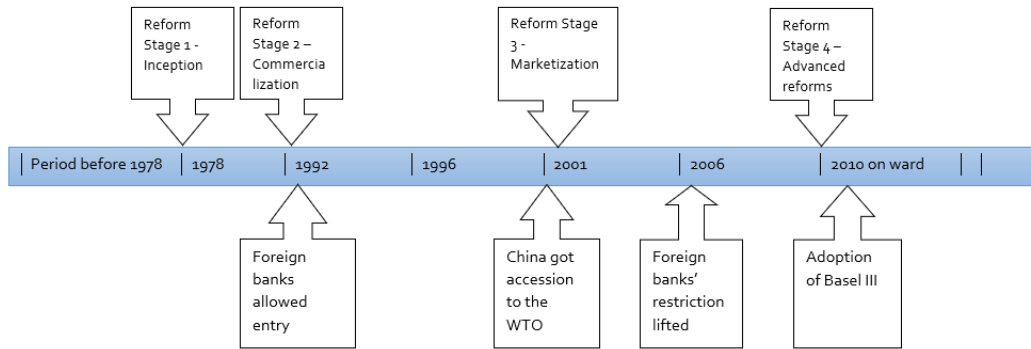 Reform
Stage 1 -
Inception
Reform
Stage 2 –
Commercia
lization
Reform Stage
3 -
Marketization
Reform
Stage 4 –
Advanced
reforms
Period before 1978
1978
1992
1996
2001
2006
2010 on ward
Foreign
banks
allowed
entry
China got
accession
to the
WTO
Foreign
banks’
restriction
lifted
Adoption
of Basel III